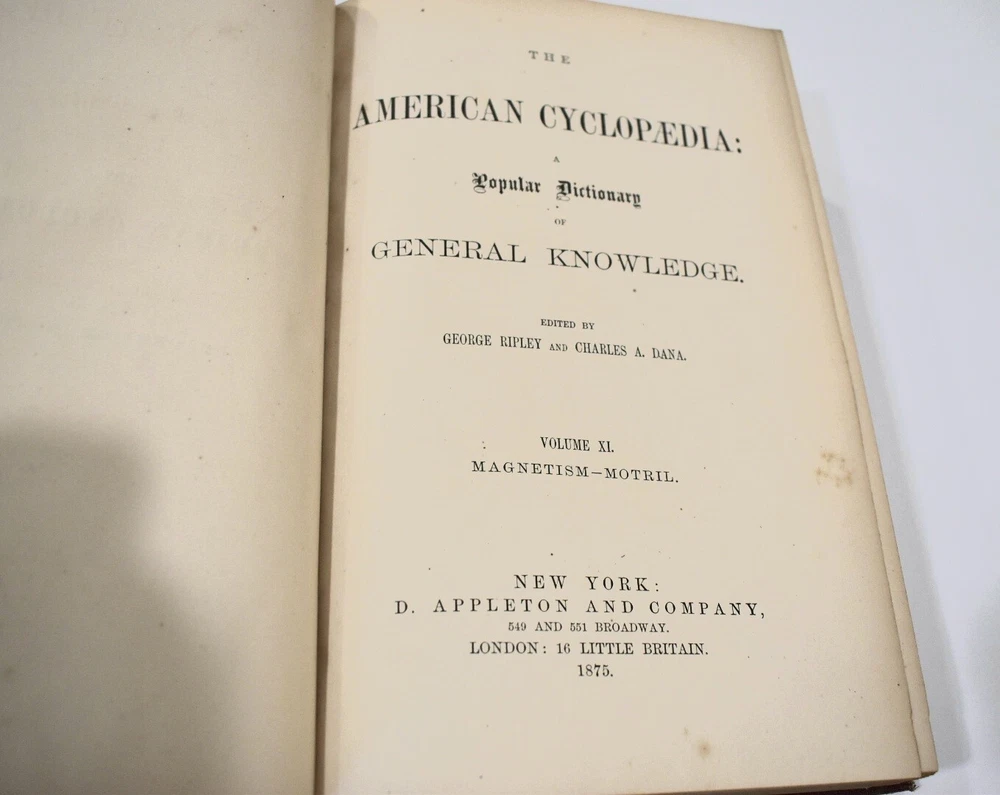 THE
AMERICAN CYCLOPÆDIA:
A
Popular Dictionary
OF
GENERAL KNOWLEDGE.
EDITED BY
GEORGE RIPLEY AND CHARLES A. DANA.
VOLUME XI.
MAGNETISM–MOTRIL.
NEW YORK:
D. APPLETON AND COMPANY,
549 AND 551 BROADWAY.
LONDON: 16 LITTLE BRITAIN.
1875.